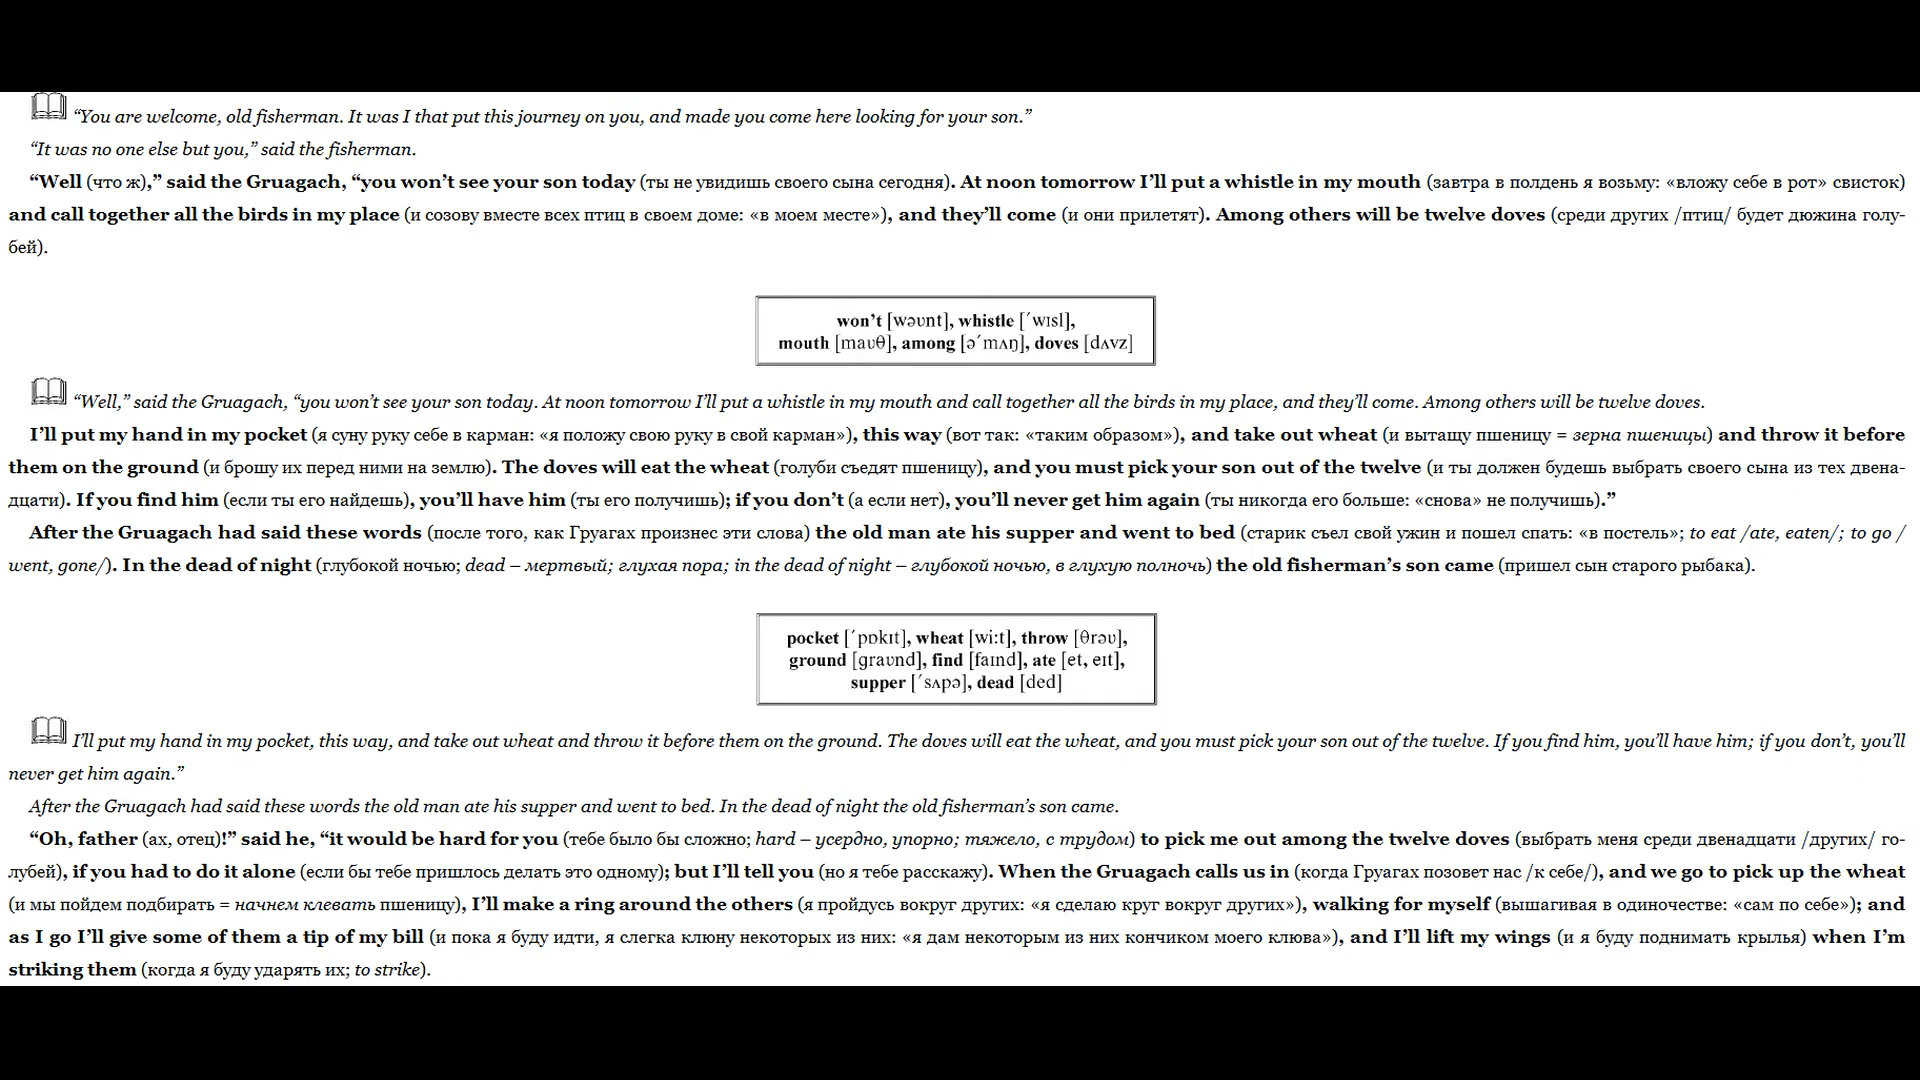 “You are welcome, old fisherman. It was I that put this journey on you, and made you come here looking for your son.”
“It was no one else but you,” said the fisherman.
“Well (что ж),” said the Gruagach, “you won’t see your son today (ты не увидишь своего сына сегодня). At noon tomorrow I’ll put a whistle in my mouth (завтра в полдень я возьму: «вложу себе в рот» свисток)
and call together all the birds in my place (и созову вместе всех птиц в своем доме: «в моем месте»), and they’ll come (и они прилетят). Among others will be twelve doves (среди других /птиц/ будет дюжина голу-
бей).
won’t [wəʊnt], whistle [ˊwɪsl],
mouth [maʊθ], among [əˊmʌŋ], doves [dʌvz]
“Well,” said the Gruagach, “you won’t see your son today. At noon tomorrow I’ll put a whistle in my mouth and call together all the birds in my place, and they’ll come. Among others will be twelve doves.
I’ll put my hand in my pocket (я суну руку себе в карман: «я положу свою руку в свой карман»), this way (вот так: «таким образом»), and take out wheat (и вытащу пшеницу = зерна пшеницы) and throw it before
them on the ground (и брошу их перед ними на землю). The doves will eat the wheat (голуби съедят пшеницу), and you must pick your son out of the twelve (и ты должен будешь выбрать своего сына из тех двена-
дцати). If you find him (если ты его найдешь), you’ll have him (ты его получишь); if you don’t (а если нет), you’ll never get him again (ты никогда его больше: «снова» не получишь).”
After the Gruagach had said these words (после того, как Груагах произнес эти слова) the old man ate his supper and went to bed (старик съел свой ужин и пошел спать: «в постель»; to eat /ate, eaten/; to go /
went, gone/). In the dead of night (глубокой ночью; dead – мертвый; глухая пора; in the dead of night – глубокой ночью, в глухую полночь) the old fisherman’s son came (пришел сын старого рыбака).
pocket [ˊpɒkɪt], wheat [wi:t], throw [θrəʊ],
ground [graʊnd], find [faɪnd], ate [et, eɪt],
supper [ˊsʌpə], dead [ded]
I’ll put my hand in my pocket, this way, and take out wheat and throw it before them on the ground. The doves will eat the wheat, and you must pick your son out of the twelve. If you find him, you’ll have him; if you don’t, you’ll
never get him again.”
After the Gruagach had said these words the old man ate his supper and went to bed. In the dead of night the old fisherman’s son came.
“Oh, father (ах, отец)!” said he, “it would be hard for you (тебе было бы сложно; hard – усердно, упорно; тяжело, с трудом) to pick me out among the twelve doves (выбрать меня среди двенадцати /других/ го-
лубей), if you had to do it alone (если бы тебе пришлось делать это одному); but I’ll tell you (но я тебе расскажу). When the Gruagach calls us in (когда Груагах позовет нас /к себе/), and we go to pick up the wheat
(и мы пойдем подбирать = начнем клевать пшеницу), I’ll make a ring around the others (я пройдусь вокруг других: «я сделаю круг вокруг других»), walking for myself (вышагивая в одиночестве: «сам по себе»); and
as I go I’ll give some of them a tip of my bill (и пока я буду идти, я слегка клюну некоторых из них: «я дам некоторым из них кончиком моего клюва»), and I’ll lift my wings (и я буду поднимать крылья) when I’m
striking them (когда я буду ударять их; to strike).